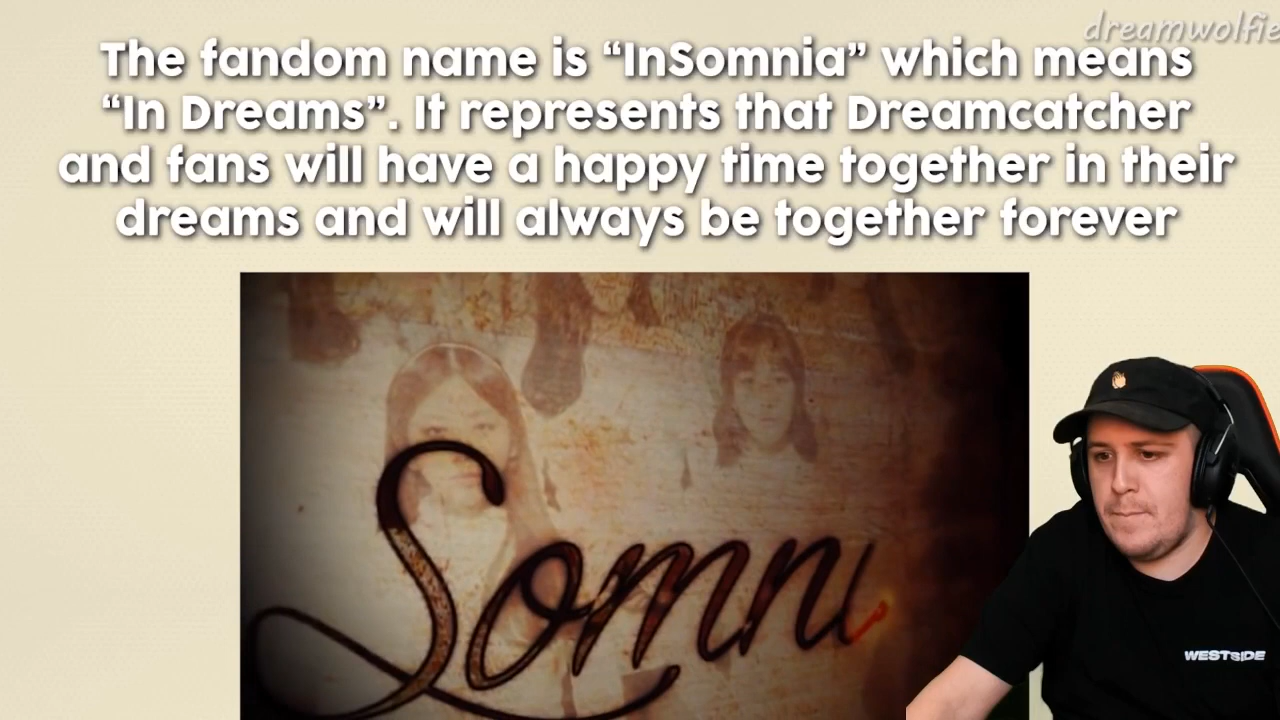 dreamwolfie
The fandom name is “InSomnia” which means
“In Dreams”. It represents that Dreamcatcher
and fans will have a happy time together in their
dreams and will always be together forever
Somni
WESTSIDE